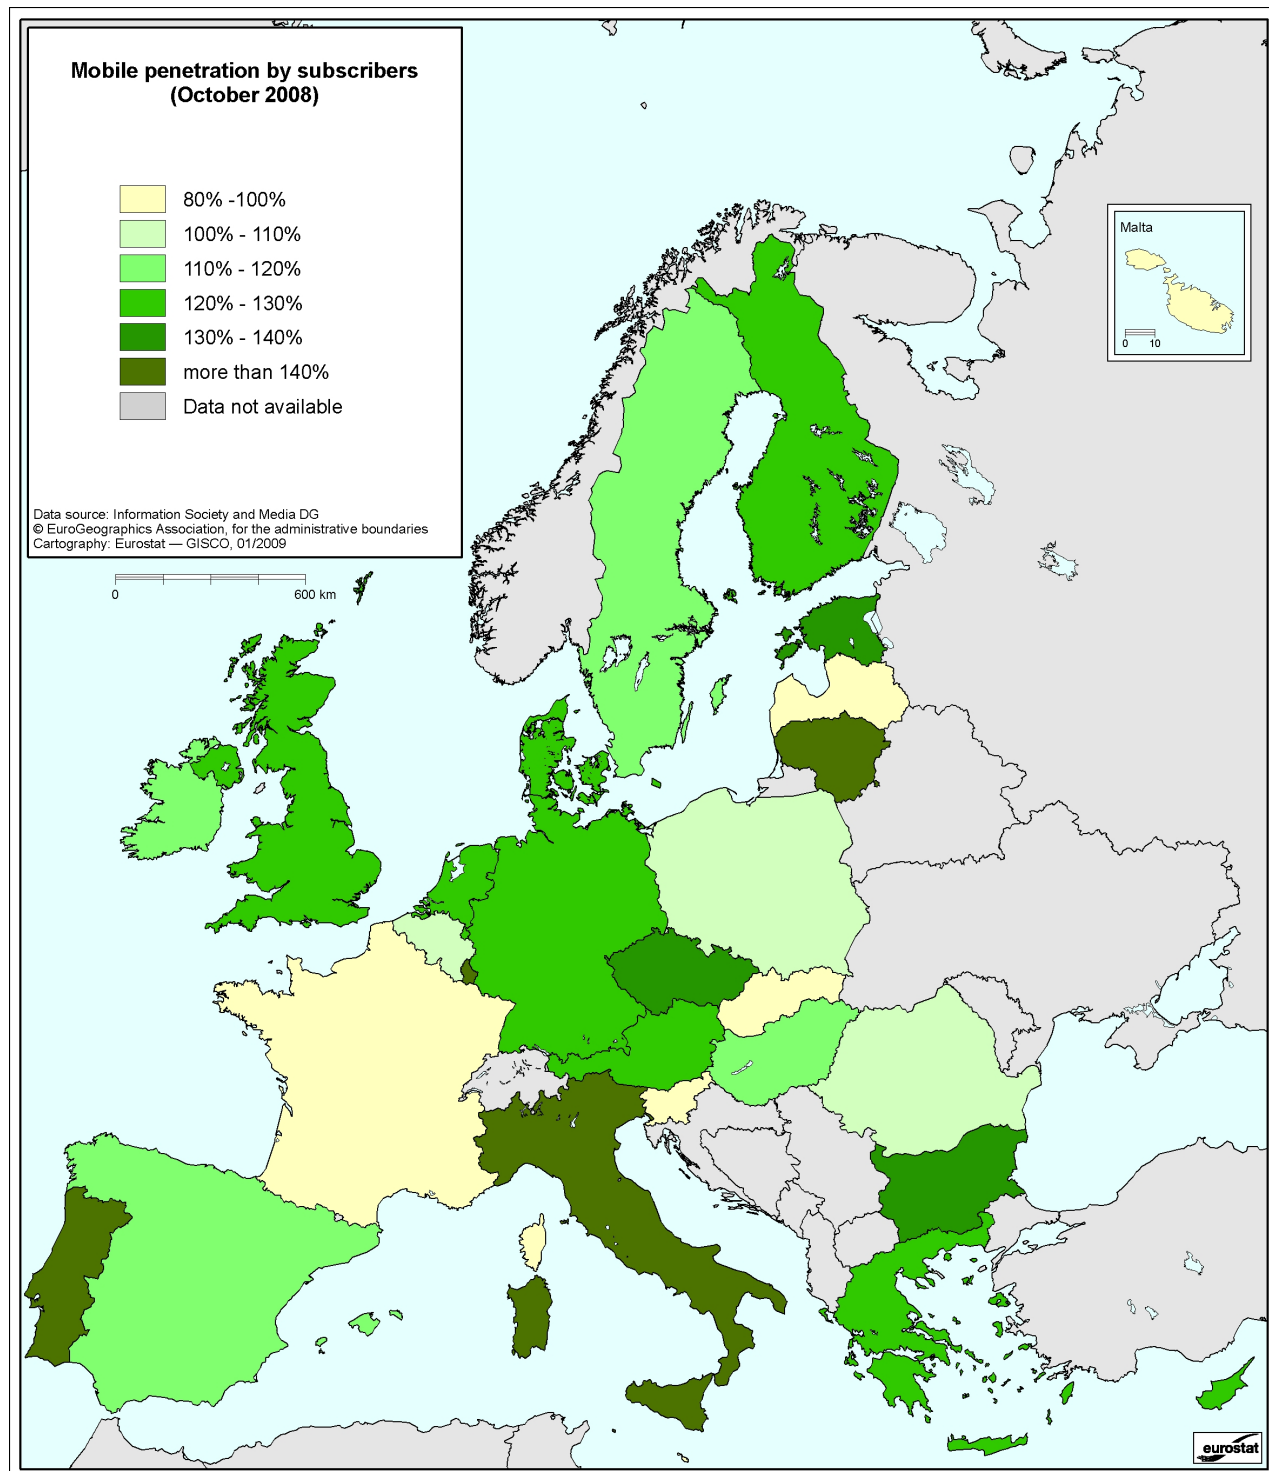 Mobile penetration by subscribers
(October 2008)
80% -100%
100% - 110%
110% - 120%
120% - 130%
130% - 140%
more than 140%
Data not available
Data source: Information Society and Media DG
© EuroGeographics Association, for the administrative boundaries
Cartography: Eurostat — GISCO, 01/2009
0 600 km
Malta
0 10
eurostat